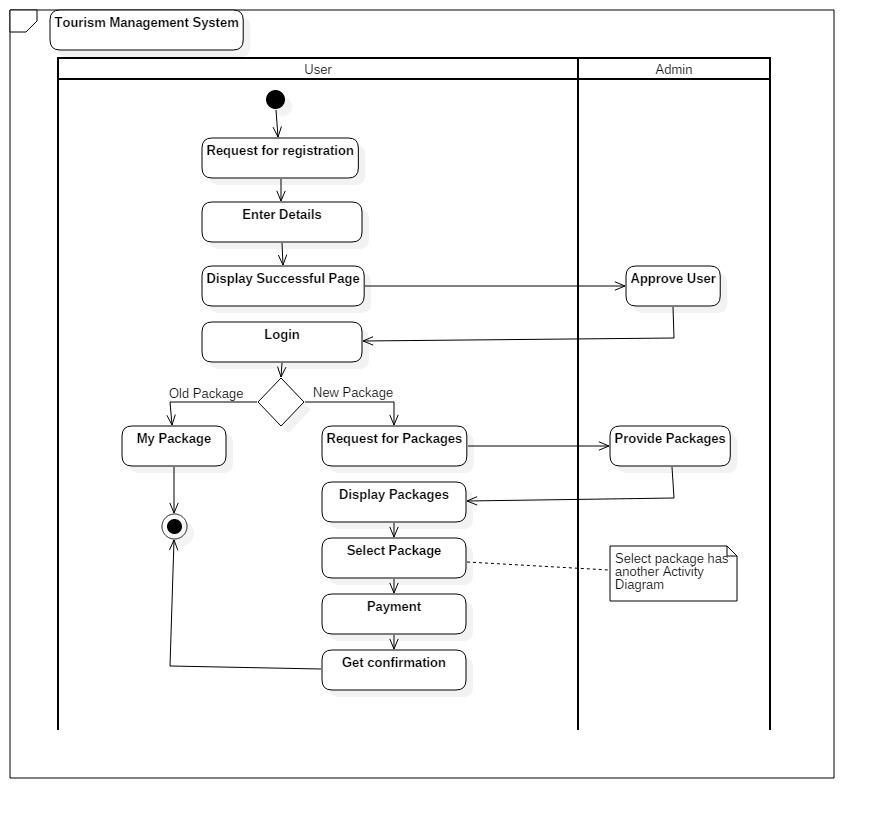 Tourism Management System
User
Admin
Request for registration
Enter Details
Display Successful Page
Approve User
Login
Old Package
New Package
My Package
Request for Packages
Provide Packages
Display Packages
Select Package
Select package has
another Activity
Diagram
Payment
Get confirmation